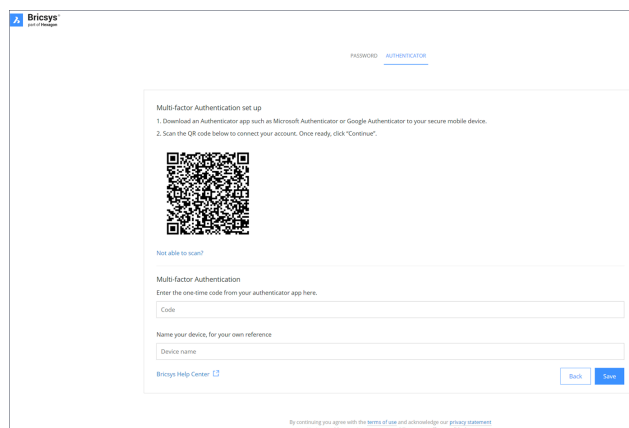 Bricsys®
part of Hexagon
PASSWORD AUTHENTICATOR
Multi-factor Authentication set up
1. Download an Authenticator app such as Microsoft Authenticator or Google Authenticator to your secure mobile device.
2. Scan the QR code below to connect your account. Once ready, click “Continue”.
Not able to scan?
Multi-factor Authentication
Enter the one-time code from your authenticator app here.
Code
Name your device, for your own reference
Device name
Bricsys Help Center
Back Save
By continuing you agree with the terms of use and acknowledge our privacy statement